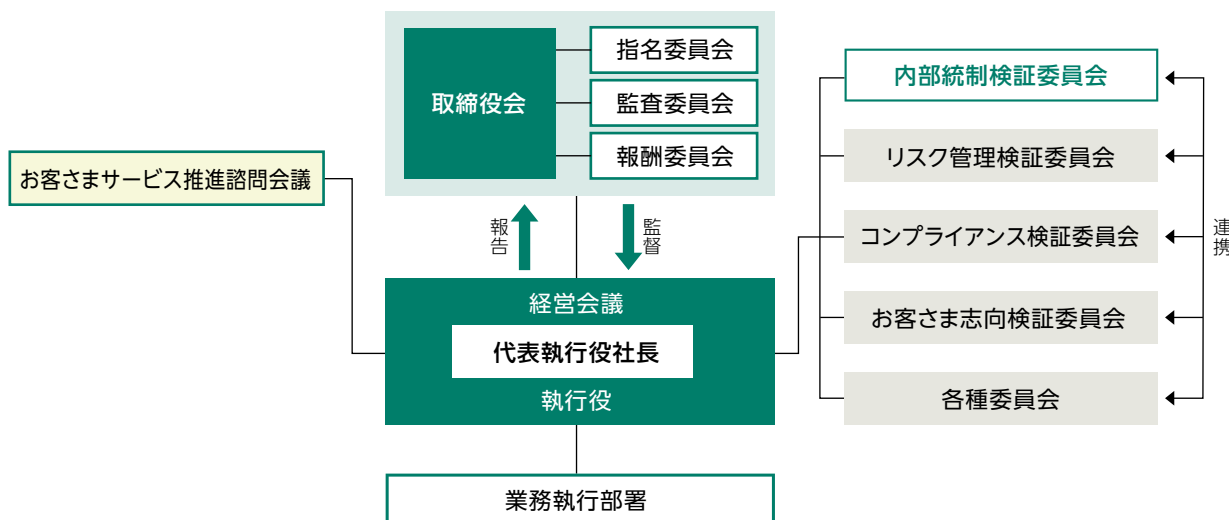 取締役会
指名委員会
監査委員会
報酬委員会
お客さまサービス推進諮問会議
報告
監督
経営会議
代表執行役社長
執行役
業務執行部署
内部統制検証委員会
リスク管理検証委員会
コンプライアンス検証委員会
お客さま志向検証委員会
各種委員会
連携